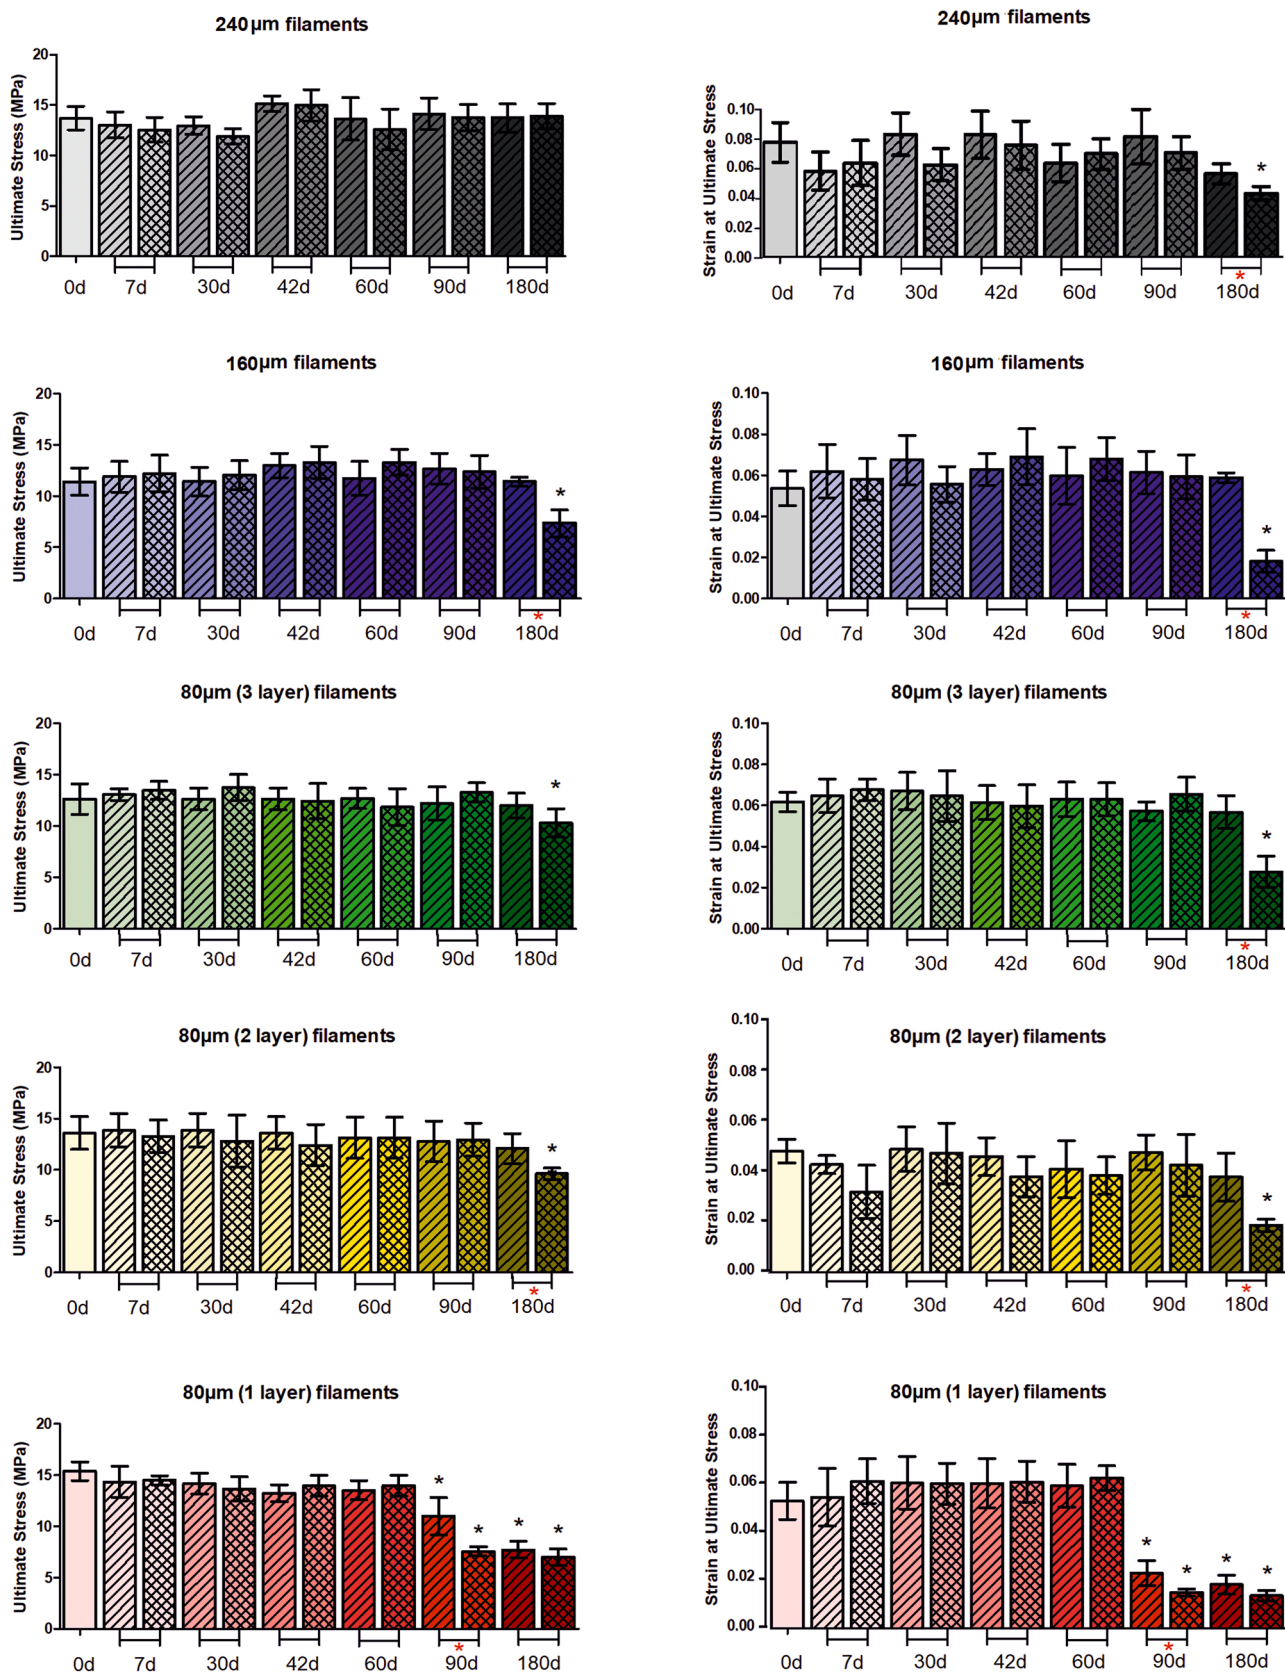 240µm filaments
Ultimate Stress (MPa)
20
15
10
5
0
*
0d 7d 30d 42d 60d 90d 180d
240µm filaments
Strain at Ultimate Stress
0.10
0.08
0.06
0.04
0.02
0.00
*
*
0d 7d 30d 42d 60d 90d 180d
160µm filaments
Ultimate Stress (MPa)
20
15
10
5
0
*
*
0d 7d 30d 42d 60d 90d 180d
160µm filaments
Strain at Ultimate Stress
0.10
0.08
0.06
0.04
0.02
0.00
*
*
0d 7d 30d 42d 60d 90d 180d
80µm (3 layer) filaments
Ultimate Stress (MPa)
20
15
10
5
0
*
0d 7d 30d 42d 60d 90d 180d
80µm (3 layer) filaments
Strain at Ultimate Stress
0.10
0.08
0.06
0.04
0.02
0.00
*
*
0d 7d 30d 42d 60d 90d 180d
80µm (2 layer) filaments
Ultimate Stress (MPa)
20
15
10
5
0
*
*
0d 7d 30d 42d 60d 90d 180d
80µm (2 layer) filaments
Strain at Ultimate Stress
0.10
0.08
0.06
0.04
0.02
0.00
*
*
0d 7d 30d 42d 60d 90d 180d
80µm (1 layer) filaments
Ultimate Stress (MPa)
20
15
10
5
0
* * * *
*
0d 7d 30d 42d 60d 90d 180d
80µm (1 layer) filaments
Strain at Ultimate Stress
0.10
0.08
0.06
0.04
0.02
0.00
* * * *
*
0d 7d 30d 42d 60d 90d 180d